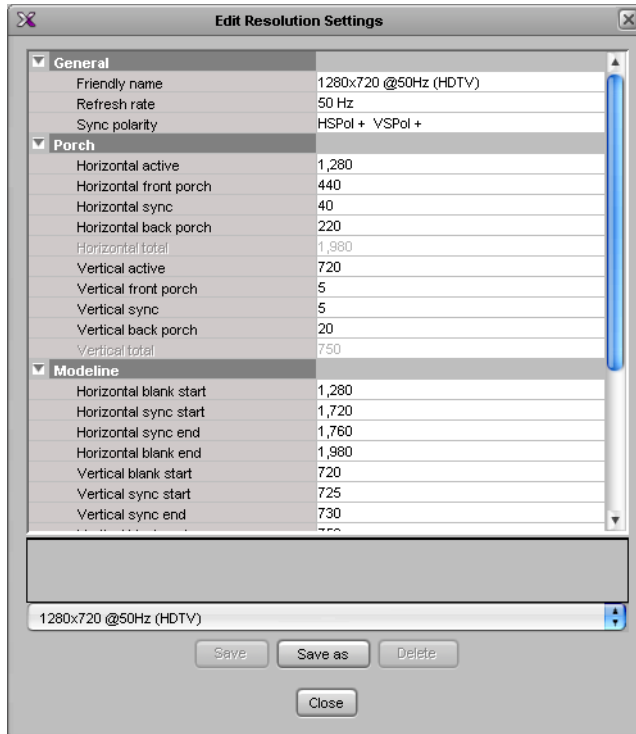 Edit Resolution Settings
General
Friendly name 1280x720 @50Hz (HDTV)
Refresh rate 50 Hz
Sync polarity HSPol + VSPol +
Porch
Horizontal active 1,280
Horizontal front porch 440
Horizontal sync 40
Horizontal back porch 220
Horizontal total 1,980
Vertical active 720
Vertical front porch 5
Vertical sync 5
Vertical back porch 20
Vertical total 750
Modeline
Horizontal blank start 1,280
Horizontal sync start 1,720
Horizontal sync end 1,760
Horizontal blank end 1,980
Vertical blank start 720
Vertical sync start 725
Vertical sync end 730
1280x720 @50Hz (HDTV)
Save Save as Delete
Close